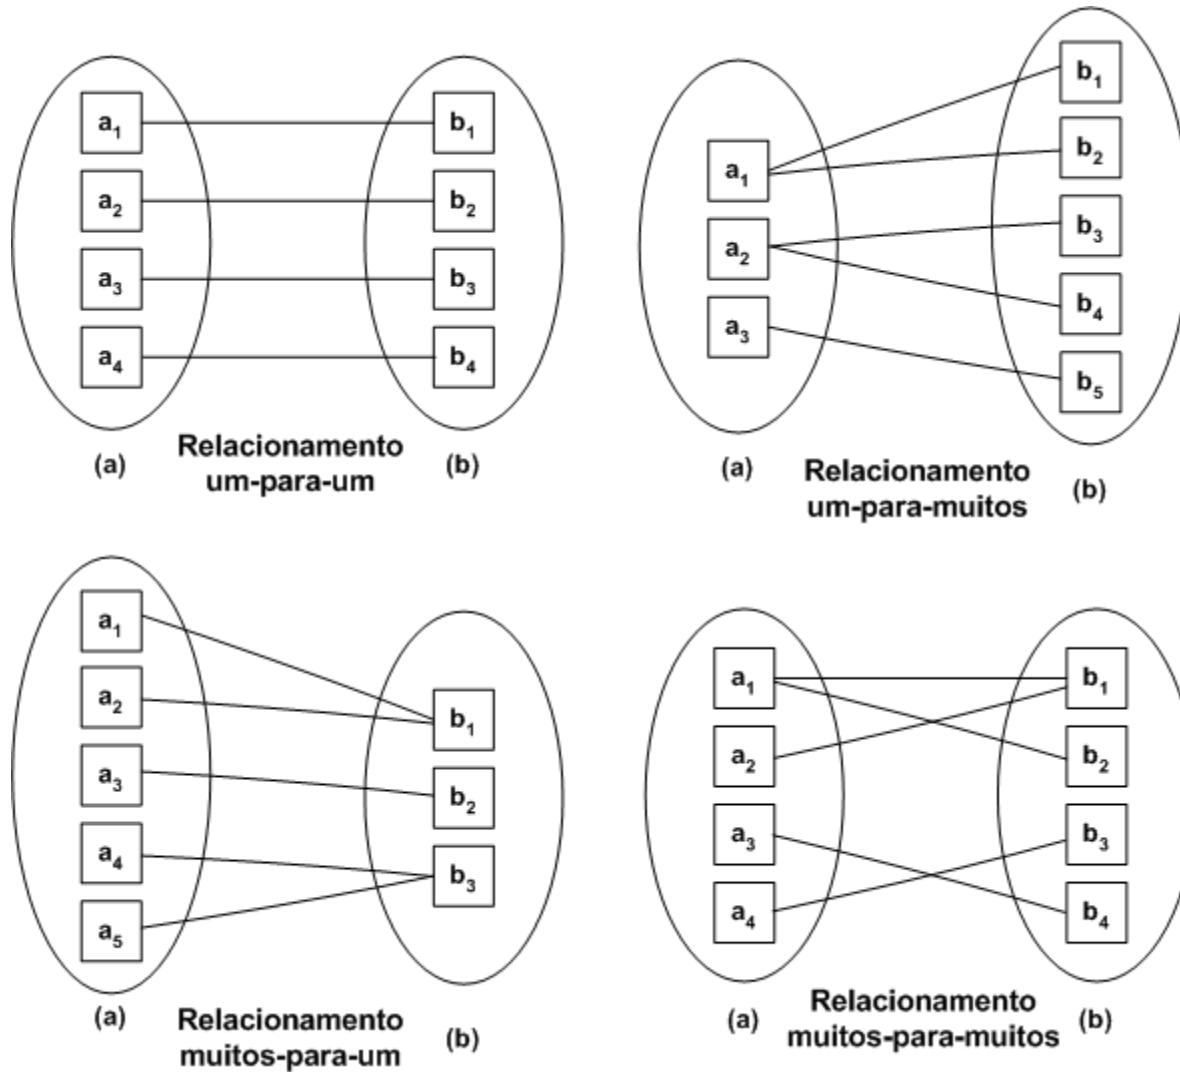 a1
a2
a3
a4
b1
b2
b3
b4
(a)
Relacionamento
um-para-um
(b)
a1
a2
a3
b1
b2
b3
b4
b5
(a)
Relacionamento
um-para-muitos
(b)
a1
a2
a3
a4
a5
b1
b2
b3
(a)
Relacionamento
muitos-para-um
(b)
a1
a2
a3
a4
b1
b2
b3
b4
(a)
Relacionamento
muitos-para-muitos
(b)